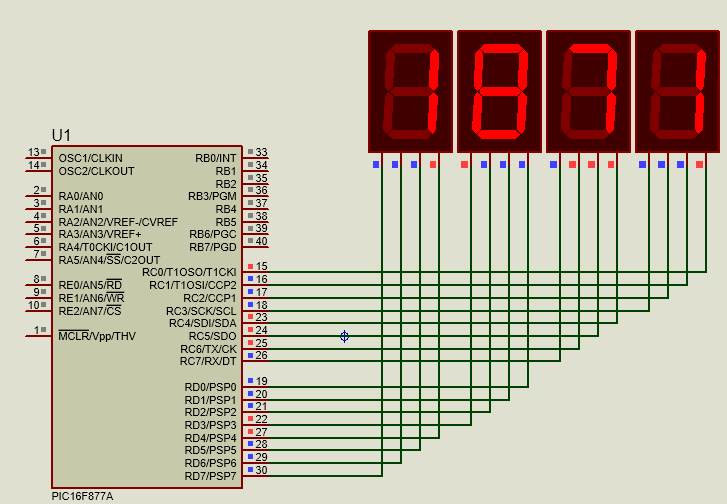 1871
U1
13 OSC1/CLKIN RB0/INT 33
14 OSC2/CLKOUT RB1 34
RB2 35
2 RA0/AN0 RB3/PGM 36
3 RA1/AN1 RB4 37
4 RA2/AN2/VREF-/CVREF RB5 38
5 RA3/AN3/VREF+ RB6/PGC 39
6 RA4/T0CKI/C1OUT RB7/PGD 40
7 RA5/AN4/SS/C2OUT
RC0/T1OSO/T1CKI 15
8 RE0/AN5/RD RC1/T1OSI/CCP2 16
9 RE1/AN6/WR RC2/CCP1 17
10 RE2/AN7/CS RC3/SCK/SCL 18
RC4/SDI/SDA 23
1 MCLR/Vpp/THV RC5/SDO 24
RC6/TX/CK 25
RC7/RX/DT 26
RD0/PSP0 19
RD1/PSP1 20
RD2/PSP2 21
RD3/PSP3 22
RD4/PSP4 27
RD5/PSP5 28
RD6/PSP6 29
RD7/PSP7 30
PIC16F877A